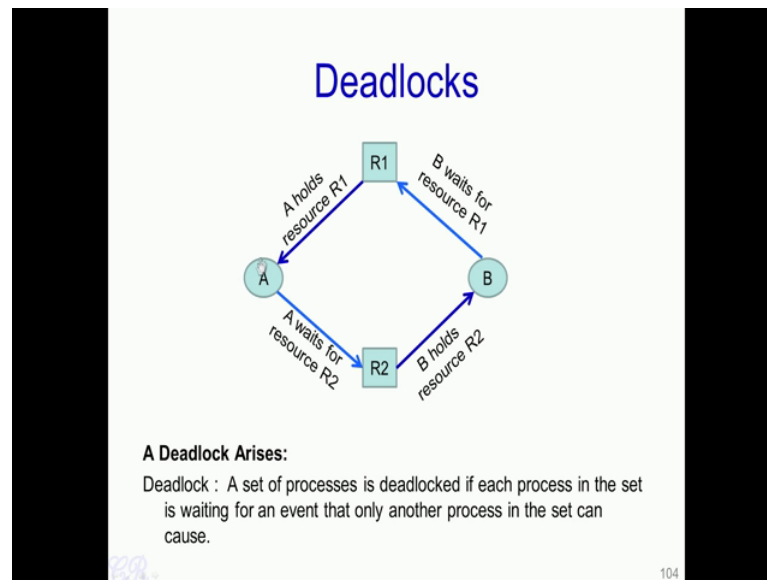 Deadlocks
R1
A holds
resource R1
B waits for
resource R1
A
B
A waits for
resource R2
R2
B holds
resource R2
A Deadlock Arises:
Deadlock : A set of processes is deadlocked if each process in the set
is waiting for an event that only another process in the set can
cause.
104